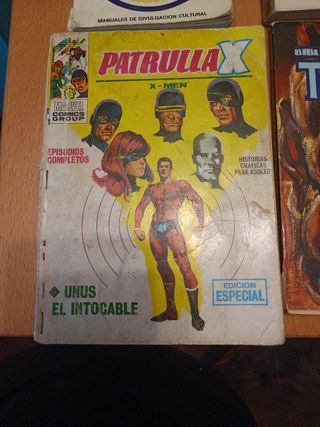 MANUALES DE DIVULGACION CULTURAL
PATRULLA X
X-MEN
MARVEL
COMICS
GROUP
EPISODIOS
COMPLETOS
HISTORIAS
GRAFICAS
PARA ADULTO
UNUS
EL INTOCABLE
EDICION
ESPECIAL
BIBL
T